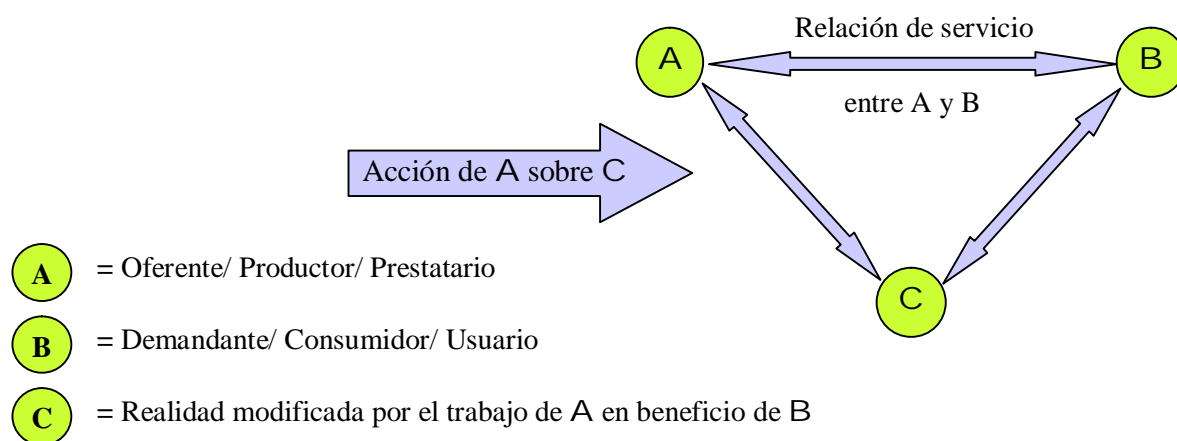 Relación de servicio
A
B
entre A y B
Acción de A sobre C
C
A = Oferente/ Productor/ Prestatario
B = Demandante/ Consumidor/ Usuario
C = Realidad modificada por el trabajo de A en beneficio de B